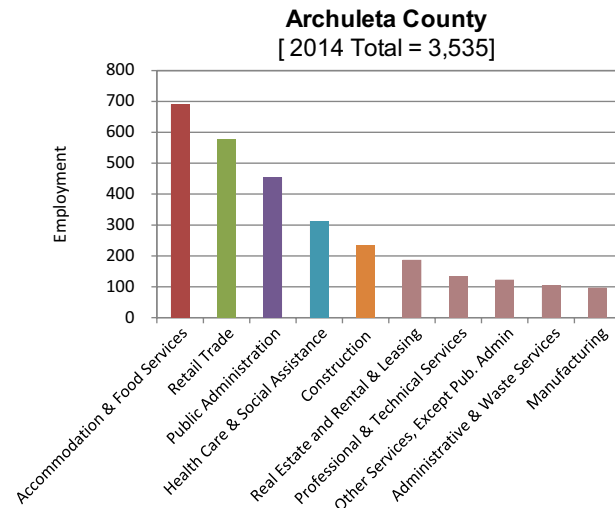 Archuleta County
[ 2014 Total = 3,535]
800
700
600
500
400
300
200
100
0
Employment
Accommodation & Food Services
Retail Trade
Public Administration
Health Care & Social Assistance
Construction
Real Estate and Rental & Leasing
Professional & Technical Services
Other Services, Except Pub. Admin
Administrative & Waste Services
Manufacturing